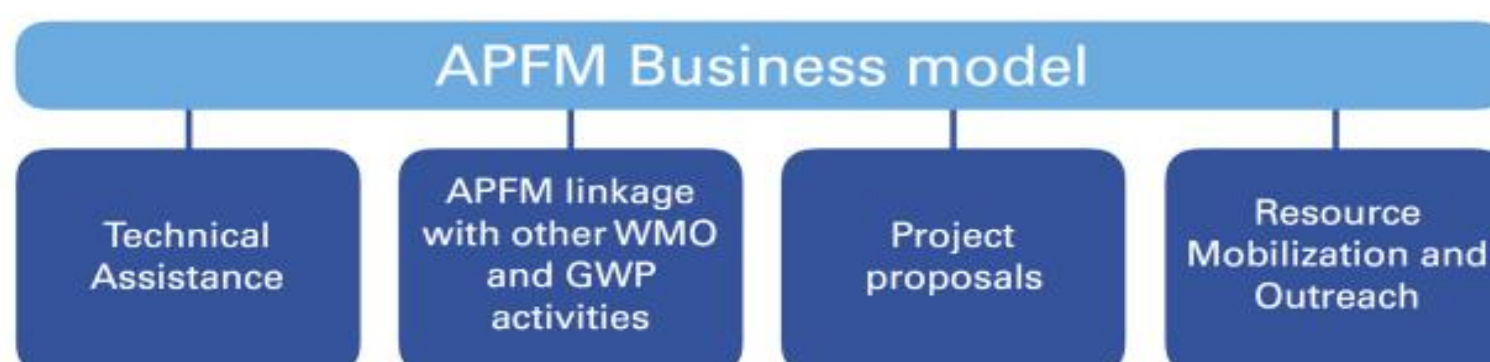 APFM Business model
Technical
Assistance
APFM linkage
with other WMO
and GWP
activities
Project
proposals
Resource
Mobilization and
Outreach